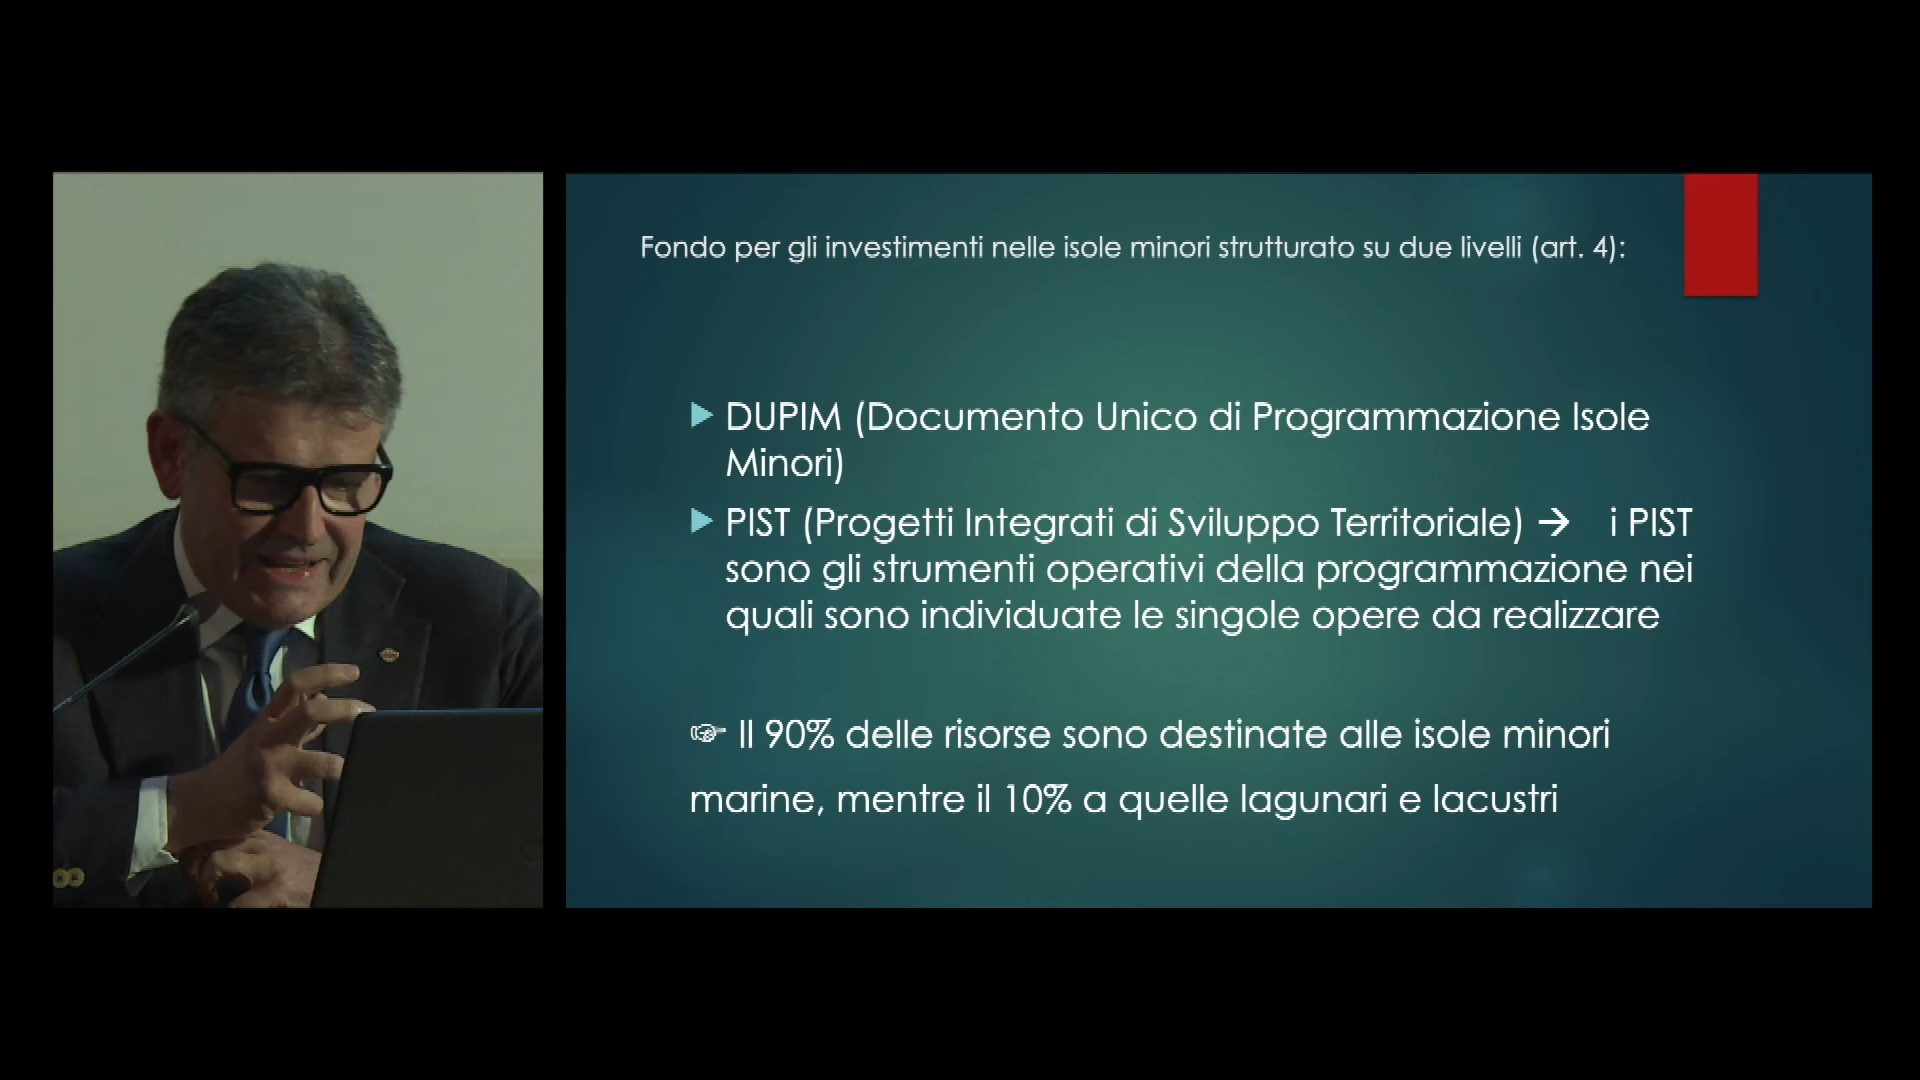 Fondo per gli investimenti nelle isole minori strutturato su due livelli (art. 4):
DUPIM (Documento Unico di Programmazione Isole
Minori)
PIST (Progetti Integrati di Sviluppo Territoriale) → i PIST
sono gli strumenti operativi della programmazione nei
quali sono individuate le singole opere da realizzare
☞ Il 90% delle risorse sono destinate alle isole minori
marine, mentre il 10% a quelle lagunari e lacustri